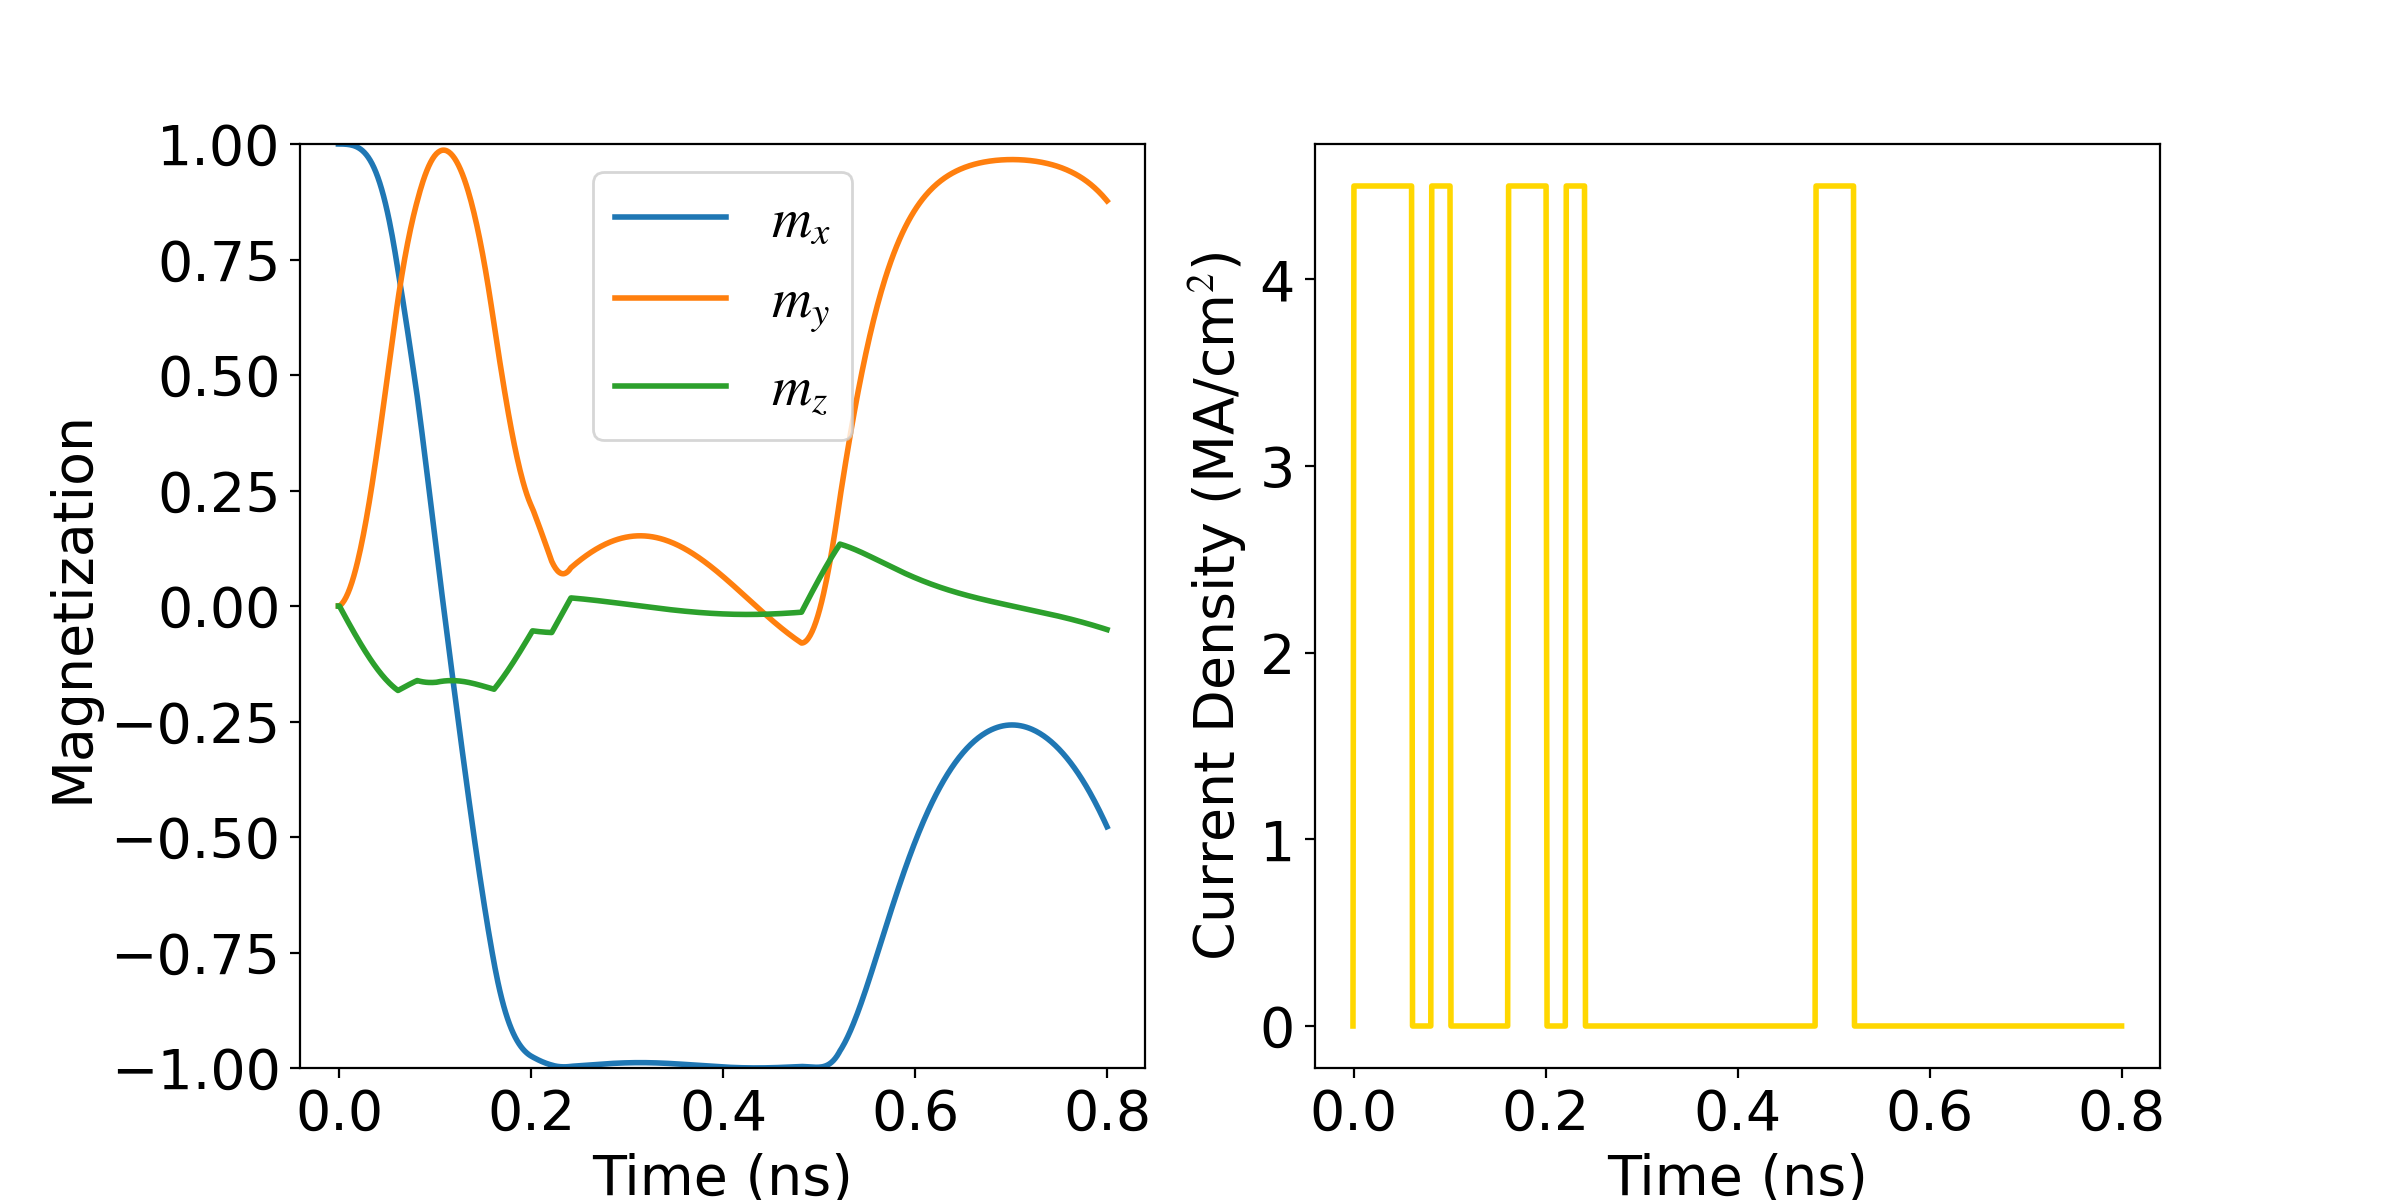 1.00
0.75
0.50
0.25
0.00
−0.25
−0.50
−0.75
−1.00
Magnetization
0.0 0.2 0.4 0.6 0.8
Time (ns)
m_x
m_y
m_z
4
3
2
1
0
Current Density (MA/cm²)
0.0 0.2 0.4 0.6 0.8
Time (ns)